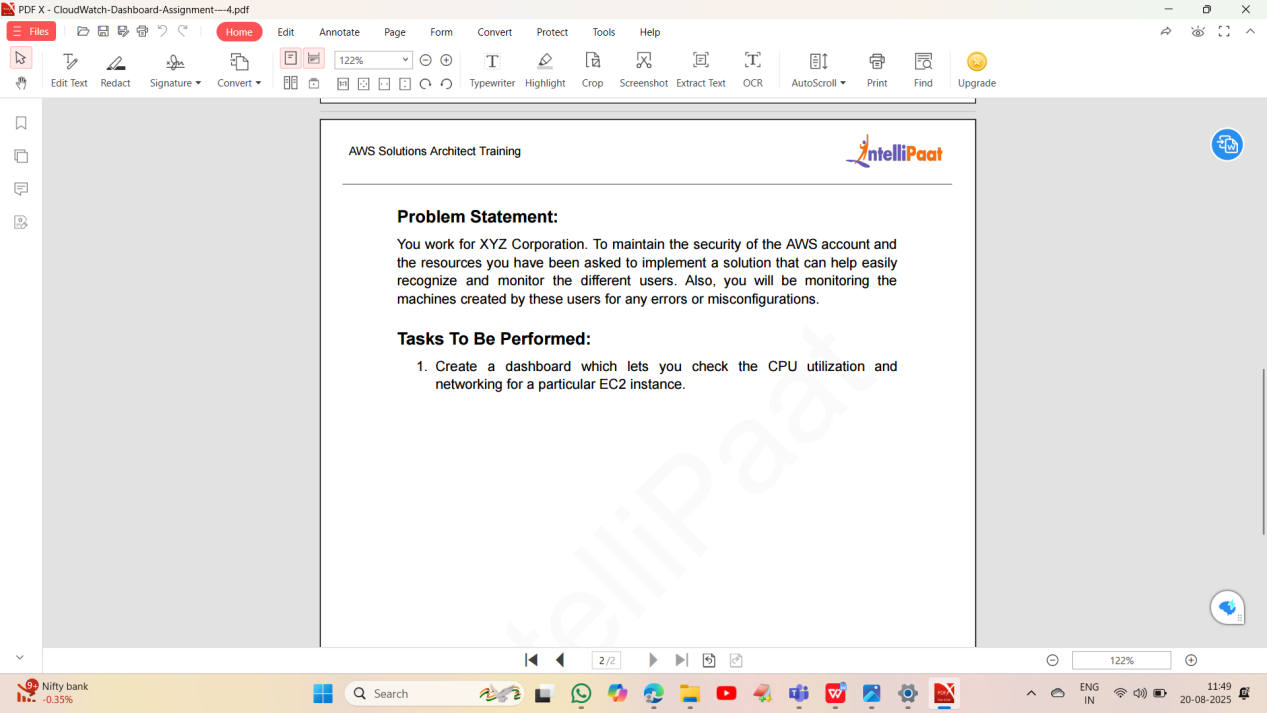 PDF X - CloudWatch-Dashboard-Assignment----4.pdf
Files
Home Edit Annotate Page Form Convert Protect Tools Help
122%
Edit Text Redact Signature Convert Typewriter Highlight Crop Screenshot Extract Text OCR AutoScroll Print Find Upgrade
AWS Solutions Architect Training
IntelliPaat
Problem Statement:
You work for XYZ Corporation. To maintain the security of the AWS account and
the resources you have been asked to implement a solution that can help easily
recognize and monitor the different users. Also, you will be monitoring the
machines created by these users for any errors or misconfigurations.
Tasks To Be Performed:
1. Create a dashboard which lets you check the CPU utilization and
networking for a particular EC2 instance.
ntelliPaat
2/2
122%
9+
Nifty bank
-0.35%
Search
ENG
IN
11:49
20-08-2025